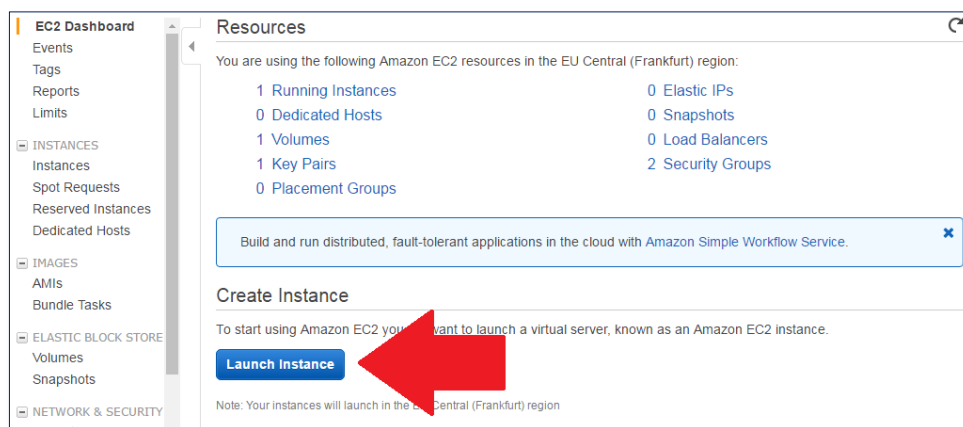 EC2 Dashboard
Events
Tags
Reports
Limits
INSTANCES
Instances
Spot Requests
Reserved Instances
Dedicated Hosts
IMAGES
AMIs
Bundle Tasks
ELASTIC BLOCK STORE
Volumes
Snapshots
NETWORK & SECURITY
Resources
You are using the following Amazon EC2 resources in the EU Central (Frankfurt) region:
1 Running Instances
0 Dedicated Hosts
1 Volumes
1 Key Pairs
0 Placement Groups
0 Elastic IPs
0 Snapshots
0 Load Balancers
2 Security Groups
Build and run distributed, fault-tolerant applications in the cloud with Amazon Simple Workflow Service.
Create Instance
To start using Amazon EC2 you want to launch a virtual server, known as an Amazon EC2 instance.
Launch Instance
Note: Your instances will launch in the Central (Frankfurt) region